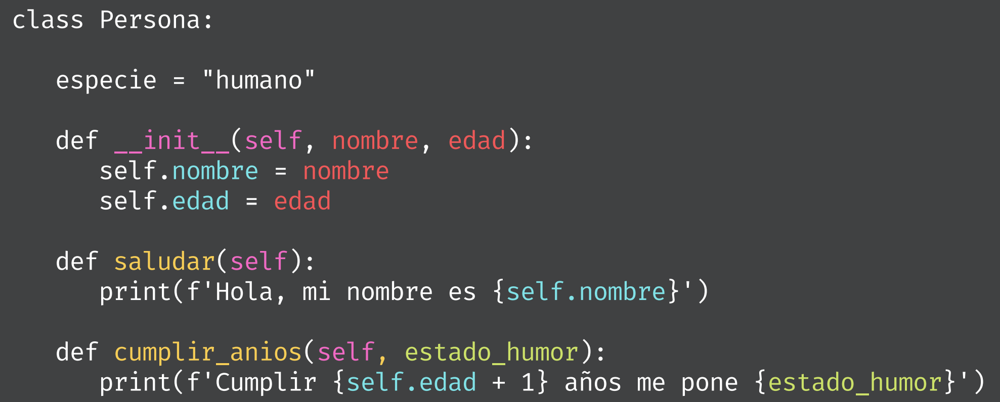 class Persona:
especie = "humano"
def __init__(self, nombre, edad):
self.nombre = nombre
self.edad = edad
def saludar(self):
print(f'Hola, mi nombre es {self.nombre}')
def cumplir_anios(self, estado_humor):
print(f'Cumplir {self.edad + 1} años me pone {estado_humor}')